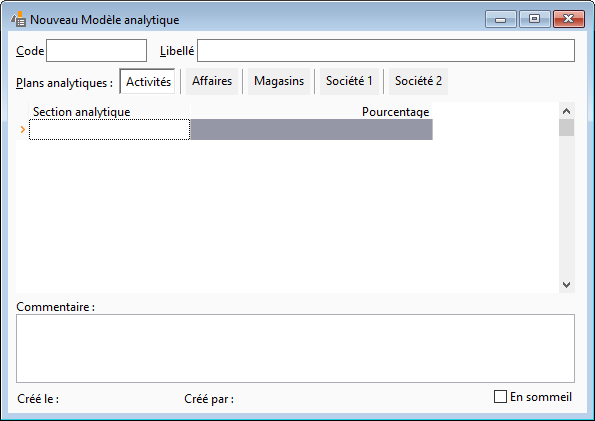 Nouveau Modèle analytique
Code Libellé
Plans analytiques : Activités Affaires Magasins Société 1 Société 2
Section analytique Pourcentage
Commentaire :
Créé le : Créé par : En sommeil